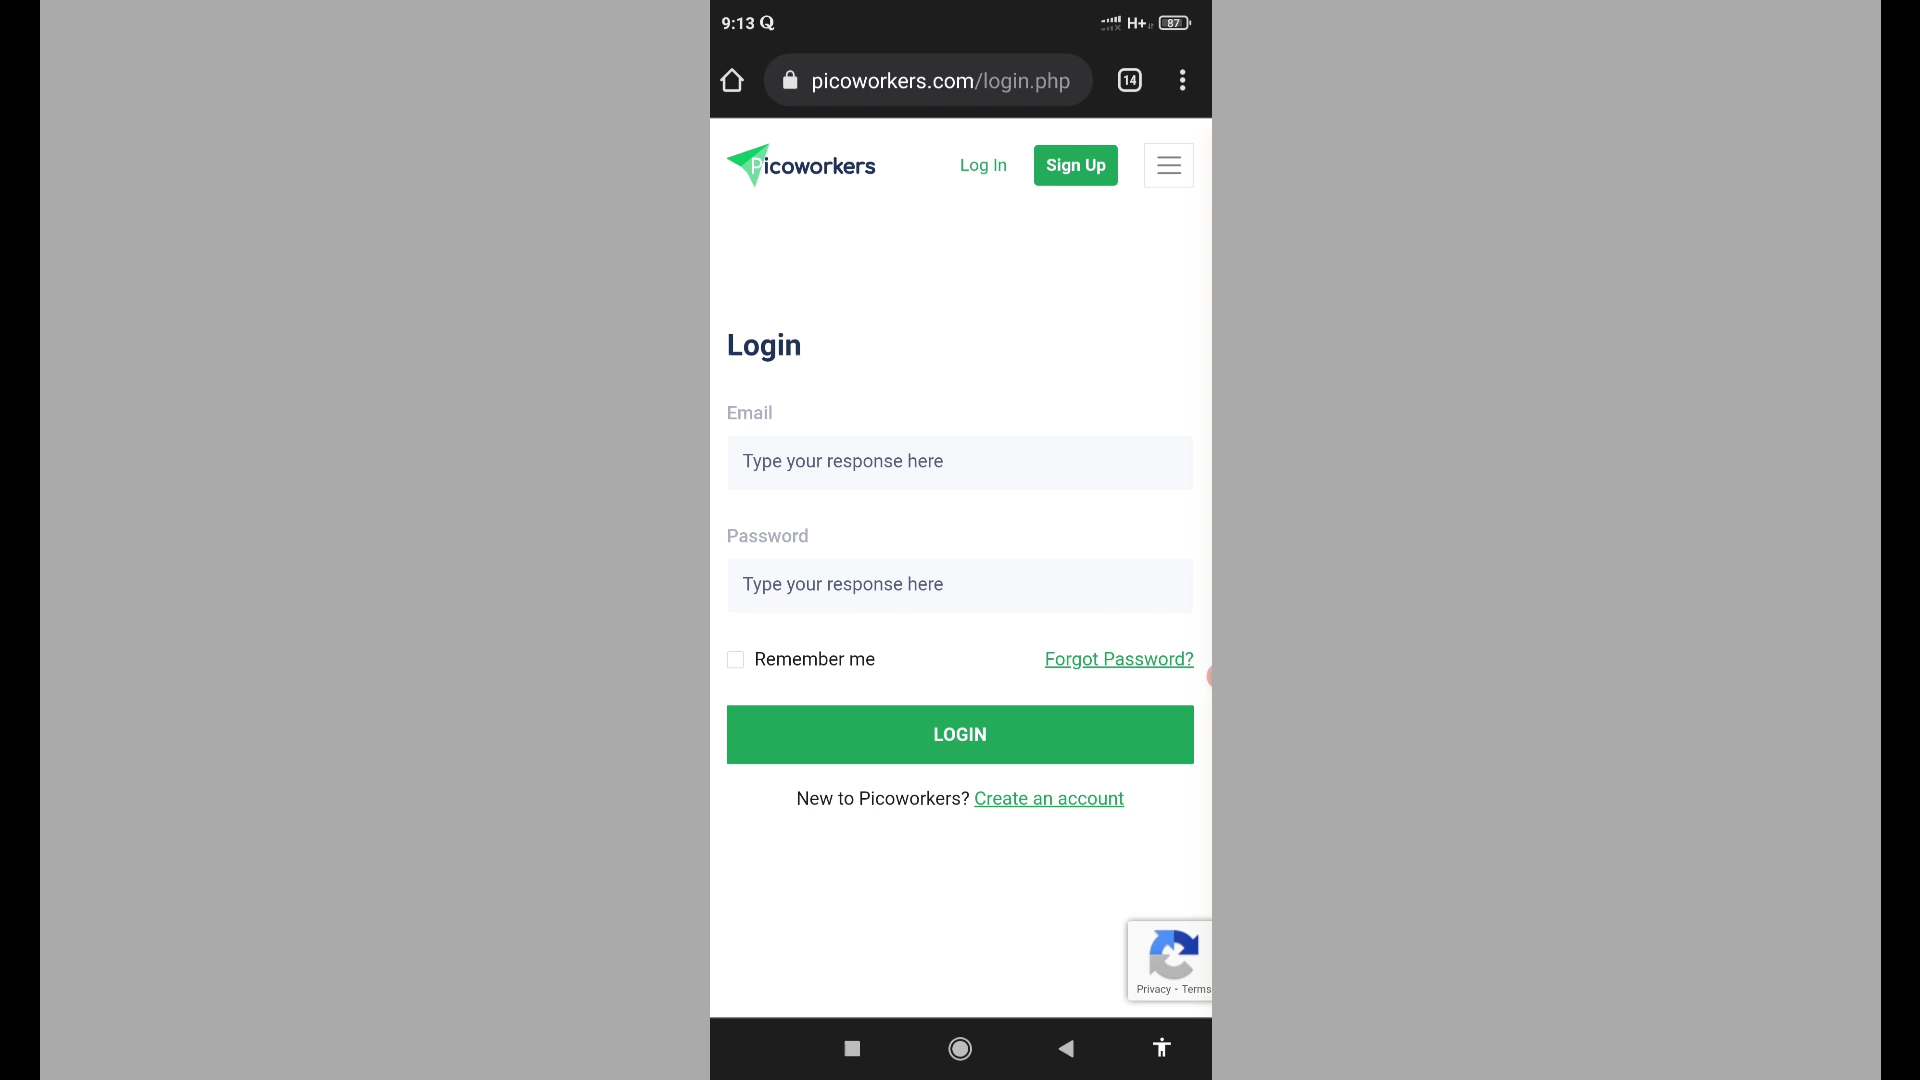 9:13 Q
H+ 87
picoworkers.com/login.php
14
Picoworkers
Log In
Sign Up
Login
Email
Type your response here
Password
Type your response here
Remember me
Forgot Password?
LOGIN
New to Picoworkers? Create an account
Privacy - Terms